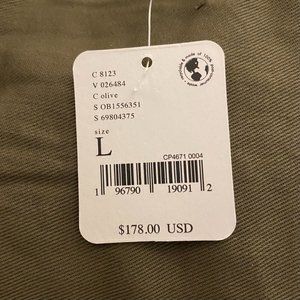 C 8123
V 026484
C olive
S OB1556351
S 69804375
size
L
CP4671 0004
1 96790 19091 2
$178.00 USD